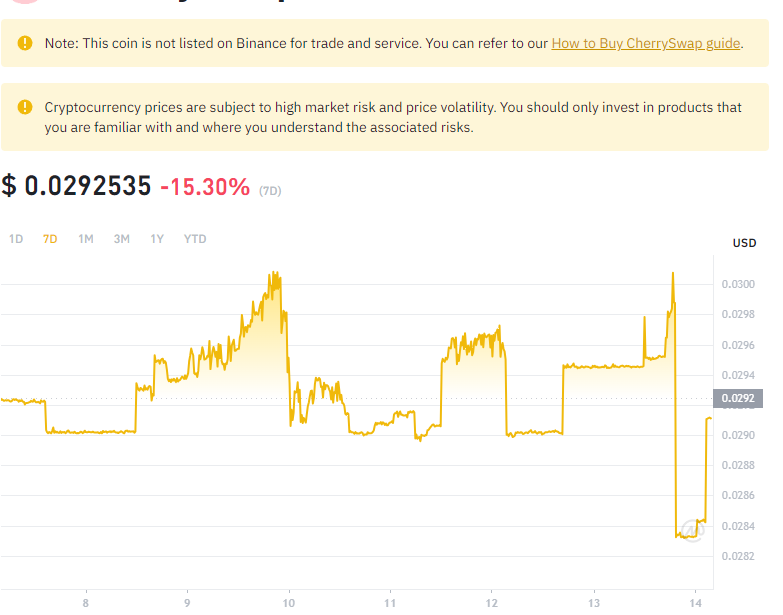 Note: This coin is not listed on Binance for trade and service. You can refer to our How to Buy CherrySwap guide.
Cryptocurrency prices are subject to high market risk and price volatility. You should only invest in products that
you are familiar with and where you understand the associated risks.
$ 0.0292535 -15.30% (7D)
1D 7D 1M 3M 1Y YTD
USD
0.0300
0.0298
0.0296
0.0294
0.0292
0.0290
0.0288
0.0286
0.0284
0.0282
8 9 10 11 12 13 14